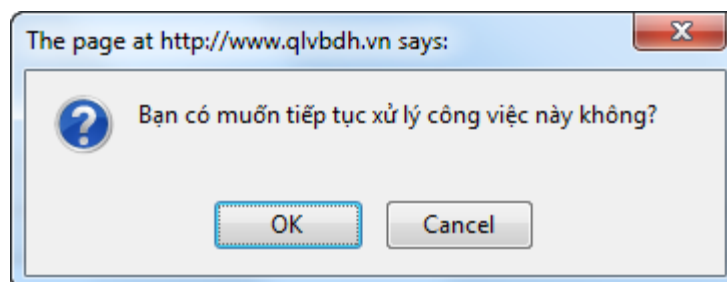 The page at http://www.qlvbdh.vn says:
Bạn có muốn tiếp tục xử lý công việc này không?
OK
Cancel